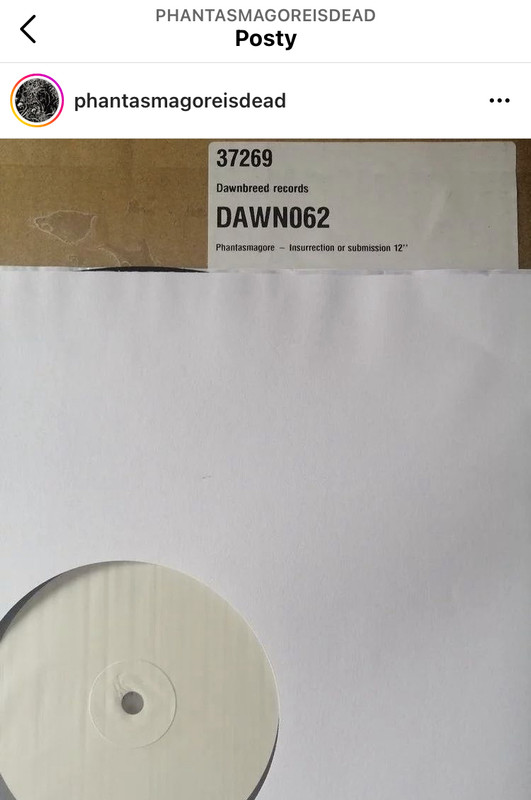 PHANTASMAGOREISDEAD
Posty
phantasmagoreisdead
37269
Dawnbreed records
DAWN062
Phantasmagore – Insurrection or submission 12''